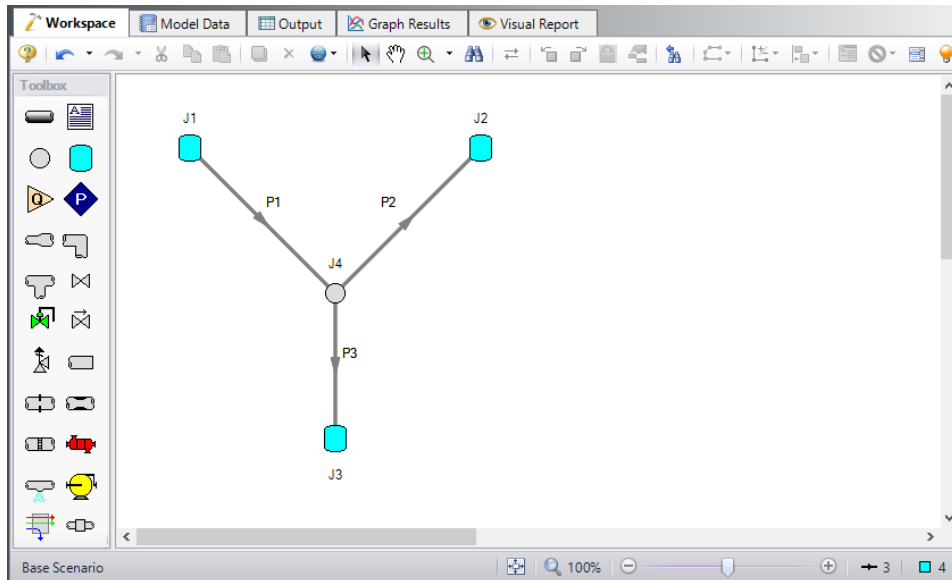 Workspace Model Data Output Graph Results Visual Report
Toolbox
A
Q P
J1 J2
P1 P2
J4
P3
J3
Base Scenario 100% 3 4